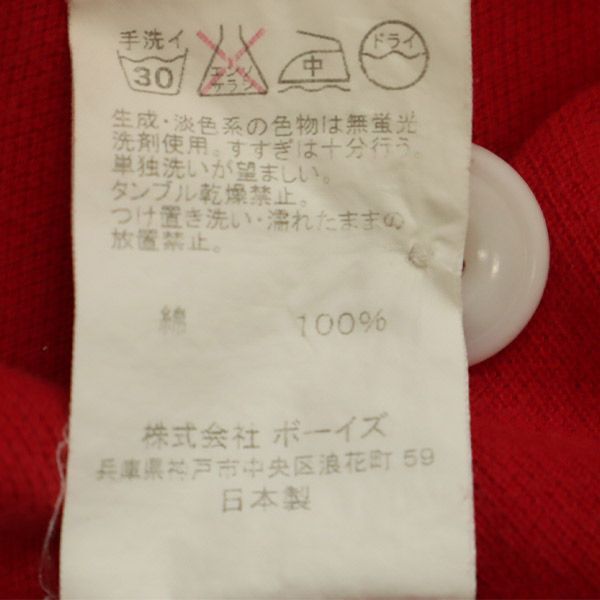 手洗イ
30
エンソ
サラシ
中
ドライ
生成・淡色系の色物は無蛍光
洗剤使用。すすぎは十分行う。
単独洗いが望ましい。
タンブル乾燥禁止。
つけ置き洗い・濡れたままの
放置禁止。
綿 100%
株式会社 ボーイズ
兵庫県神戸市中央区浪花町 59
日本製